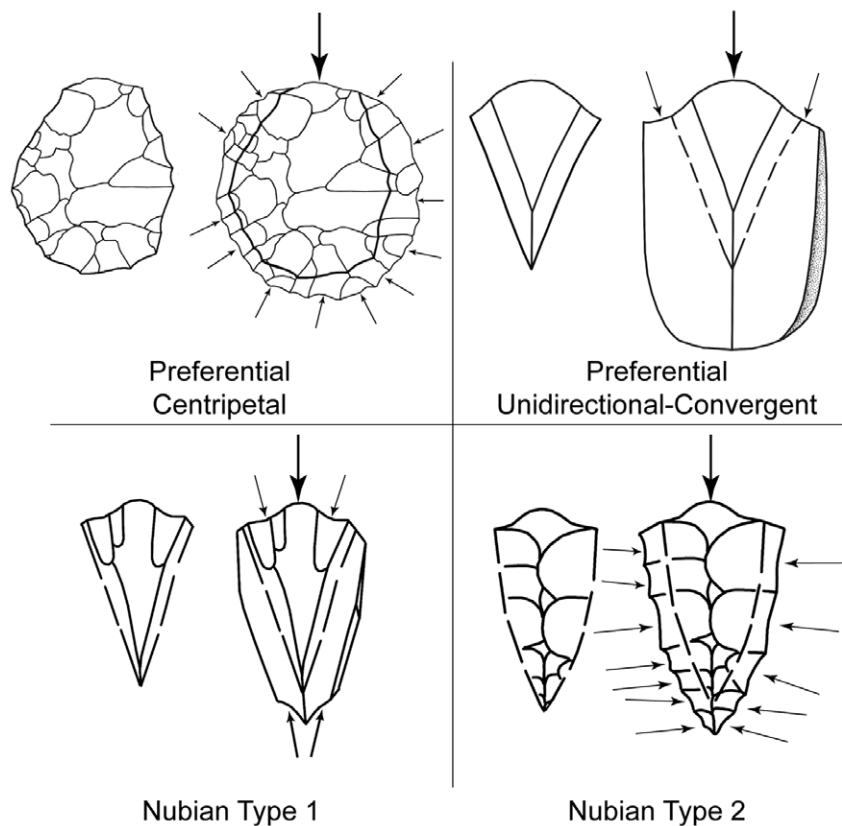 Preferential
Centripetal
Preferential
Unidirectional-Convergent
Nubian Type 1
Nubian Type 2